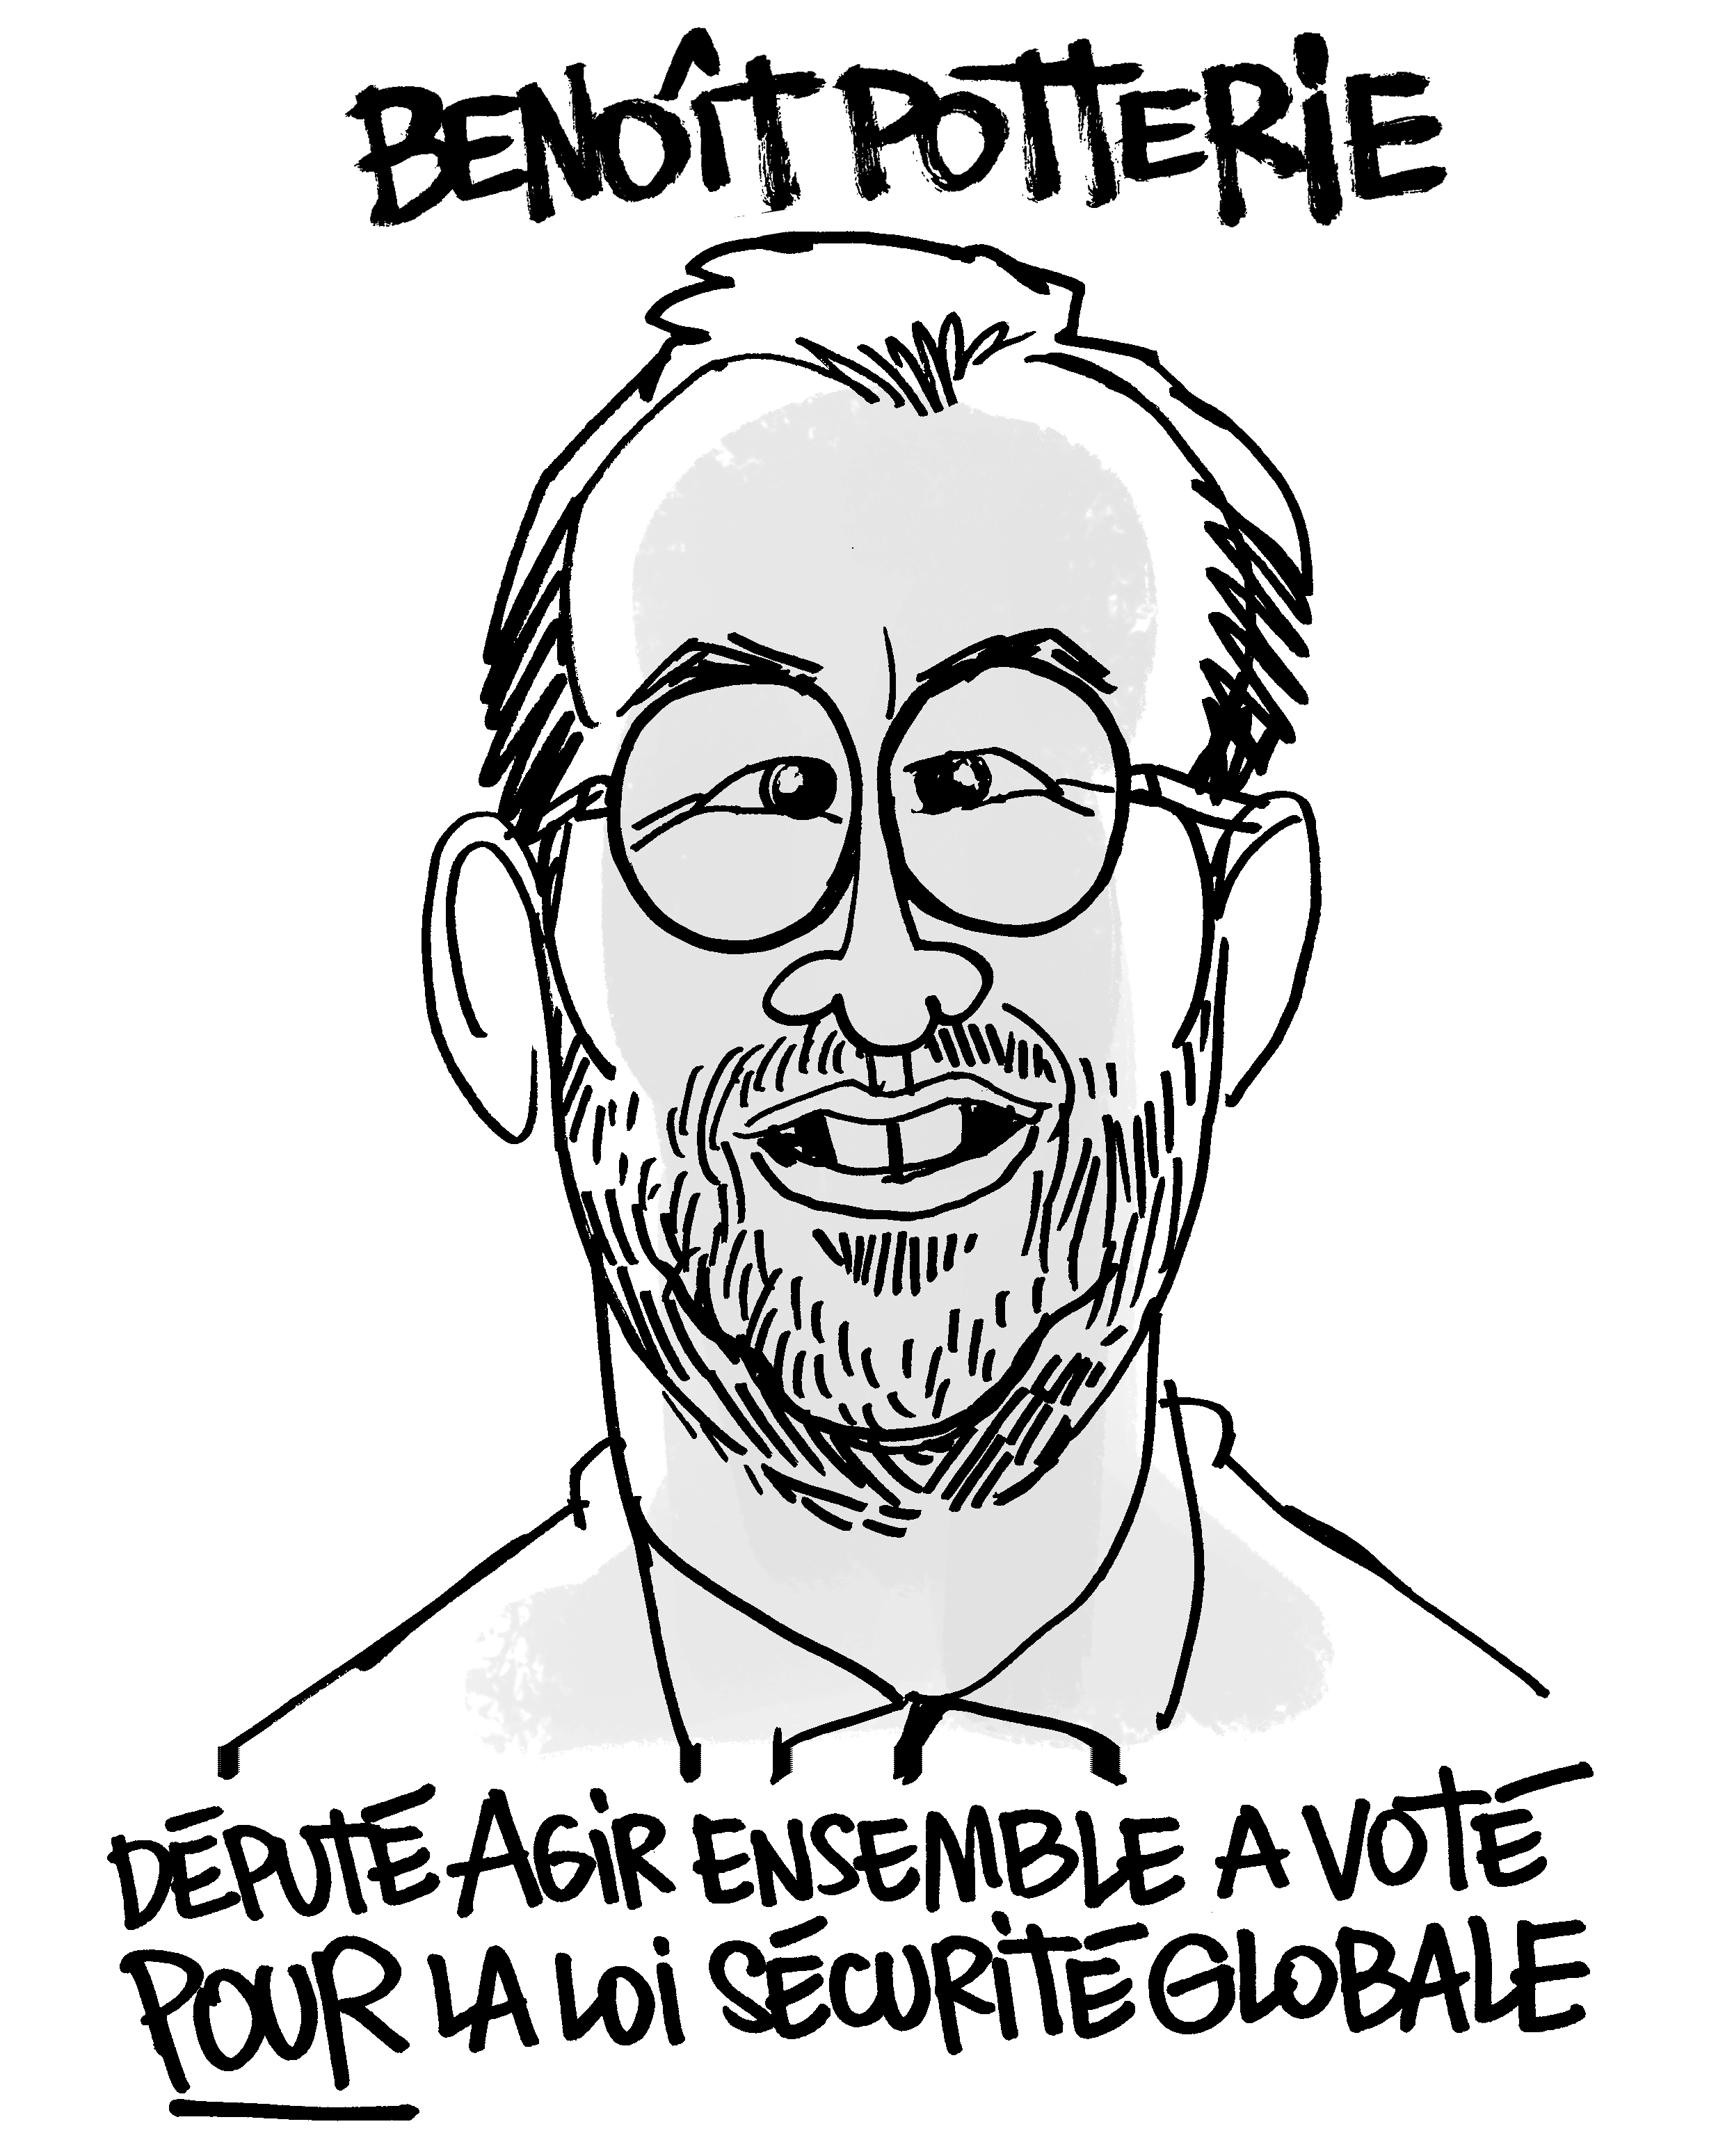 BENOÎT POTTERIE
DÉPUTÉ AGIR ENSEMBLE A VOTÉ
POUR LA LOI SÉCURITÉ GLOBALE